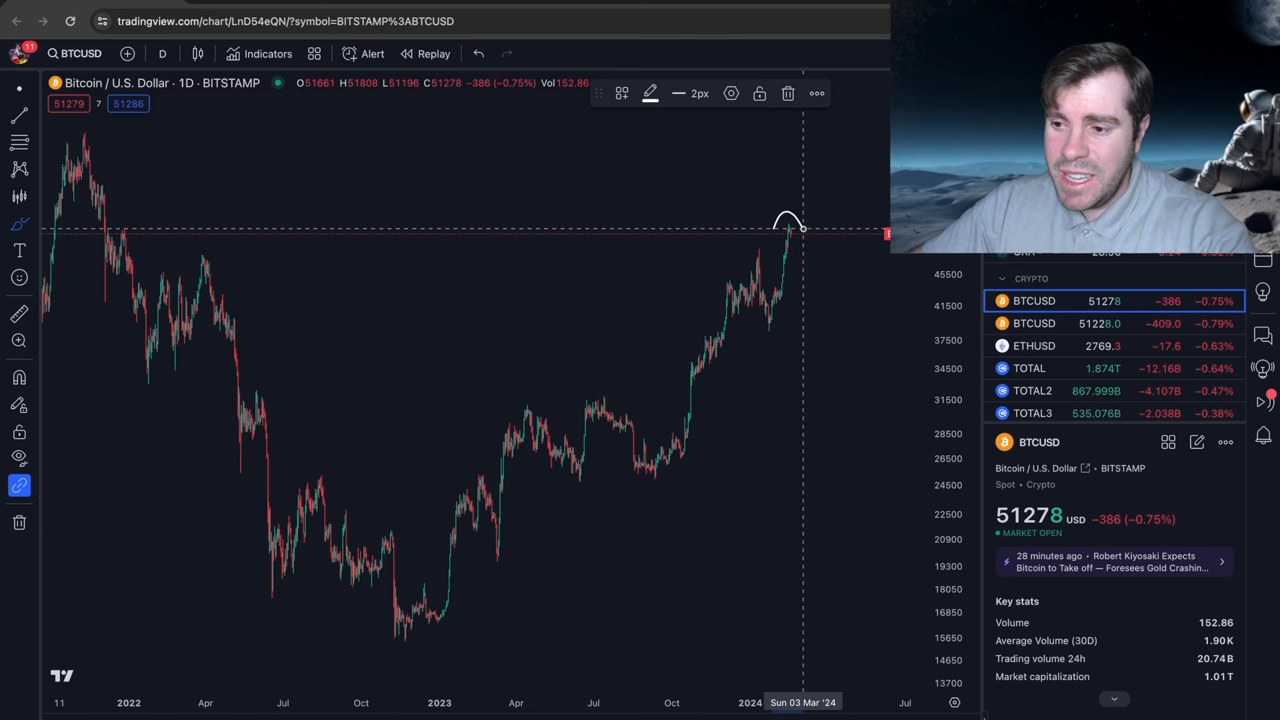 tradingview.com/chart/LnD54eQN/?symbol=BITSTAMP%3ABTCUSD
11 BTCUSD D Indicators Alert Replay
Bitcoin / U.S. Dollar · 1D · BITSTAMP O51661 H51808 L51196 C51278 −386 (−0.75%) Vol152.86
2px
51279 7 51286
45500
41500
37500
34500
31500
28500
26500
24500
22500
20900
19300
18050
16850
15650
14650
13700
11 2022 Apr Jul Oct 2023 Apr Jul Oct 2024 Sun 03 Mar '24 Jul
CRYPTO
BTCUSD 51278 −386 −0.75%
BTCUSD 51228.0 −409.0 −0.79%
ETHUSD 2769.3 −17.6 −0.63%
TOTAL 1.874T −12.16B −0.64%
TOTAL2 867.999B −4.107B −0.47%
TOTAL3 535.076B −2.038B −0.38%
BTCUSD
Bitcoin / U.S. Dollar • BITSTAMP
Spot • Crypto
51278 USD −386 (−0.75%)
MARKET OPEN
28 minutes ago • Robert Kiyosaki Expects
Bitcoin to Take off — Foresees Gold Crashin...
Key stats
Volume 152.86
Average Volume (30D) 1.90K
Trading volume 24h 20.74B
Market capitalization 1.01T